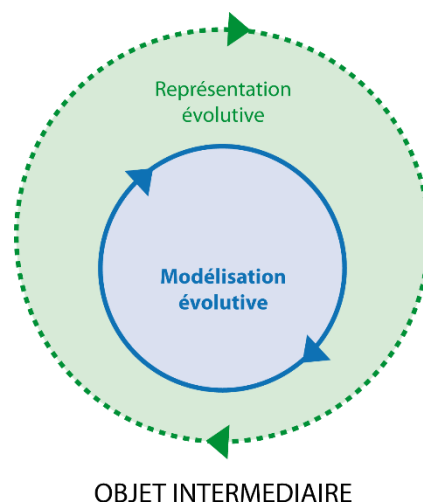 Représentation
évolutive
Modélisation
évolutive
OBJET INTERMEDIAIRE